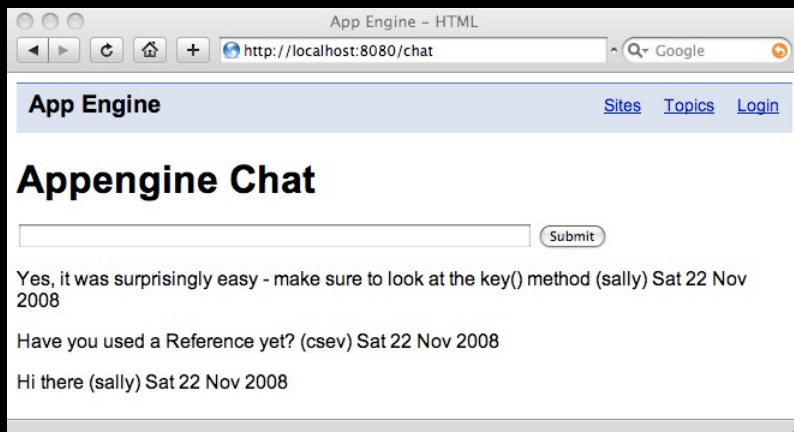 App Engine – HTML
http://localhost:8080/chat
Google
App Engine
Sites Topics Login
Appengine Chat
Submit
Yes, it was surprisingly easy - make sure to look at the key() method (sally) Sat 22 Nov
2008
Have you used a Reference yet? (csev) Sat 22 Nov 2008
Hi there (sally) Sat 22 Nov 2008